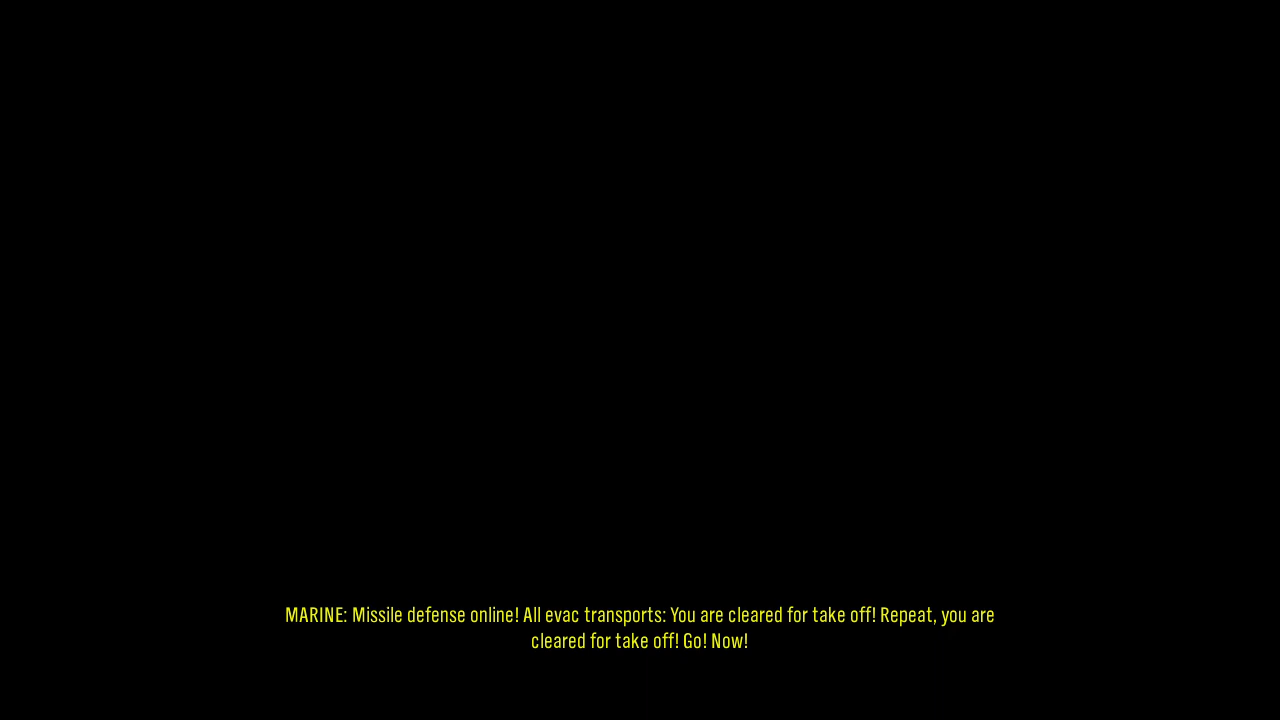 MARINE: Missile defense online! All evac transports: You are cleared for take off! Repeat, you are
cleared for take off! Go! Now!